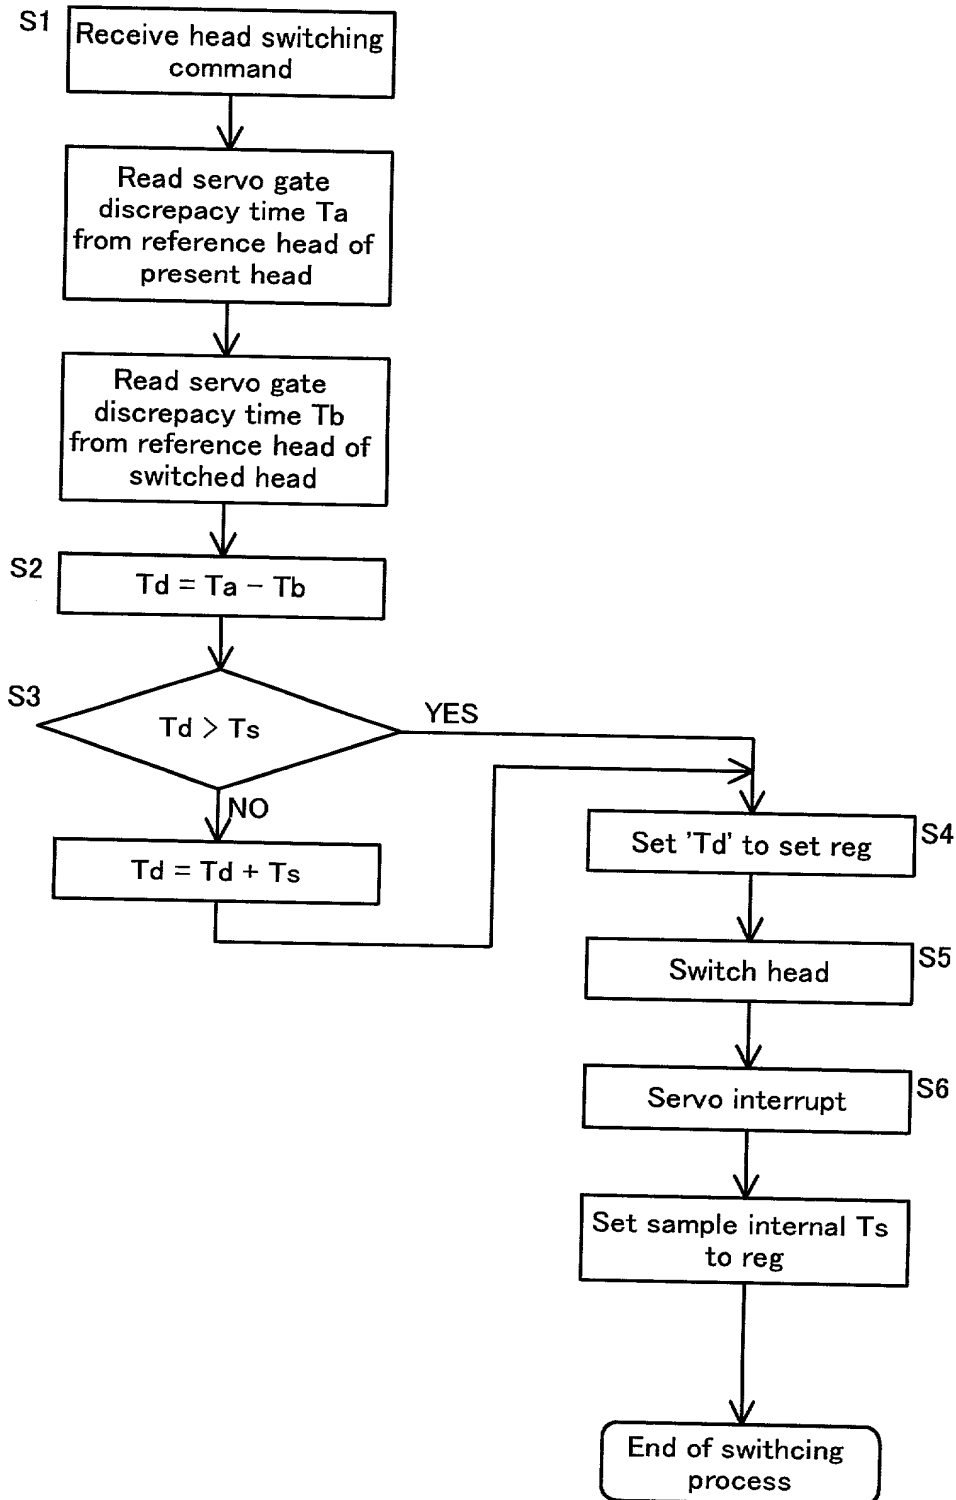 S1
Receive head switching
command
Read servo gate
discrepacy time Ta
from reference head of
present head
Read servo gate
discrepacy time Tb
from reference head of
switched head
S2
Td = Ta − Tb
S3
Td > Ts
YES
NO
Td = Td + Ts
Set 'Td' to set reg
S4
Switch head
S5
Servo interrupt
S6
Set sample internal Ts
to reg
End of swithcing
process